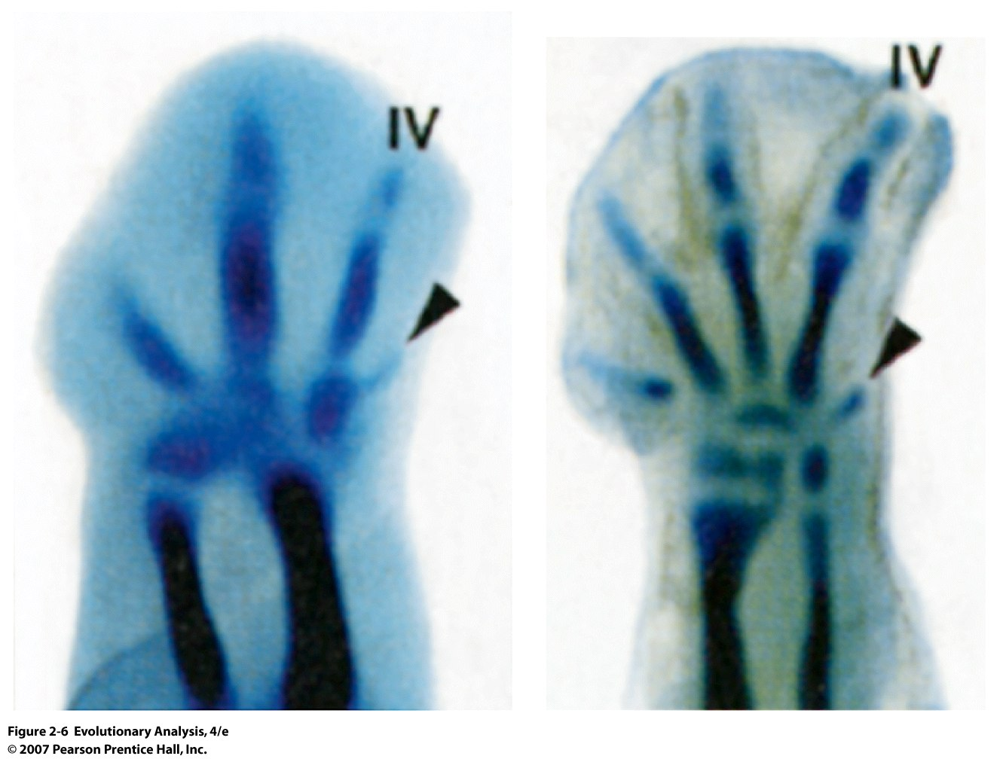 IV
IV
Figure 2-6 Evolutionary Analysis, 4/e
© 2007 Pearson Prentice Hall, Inc.